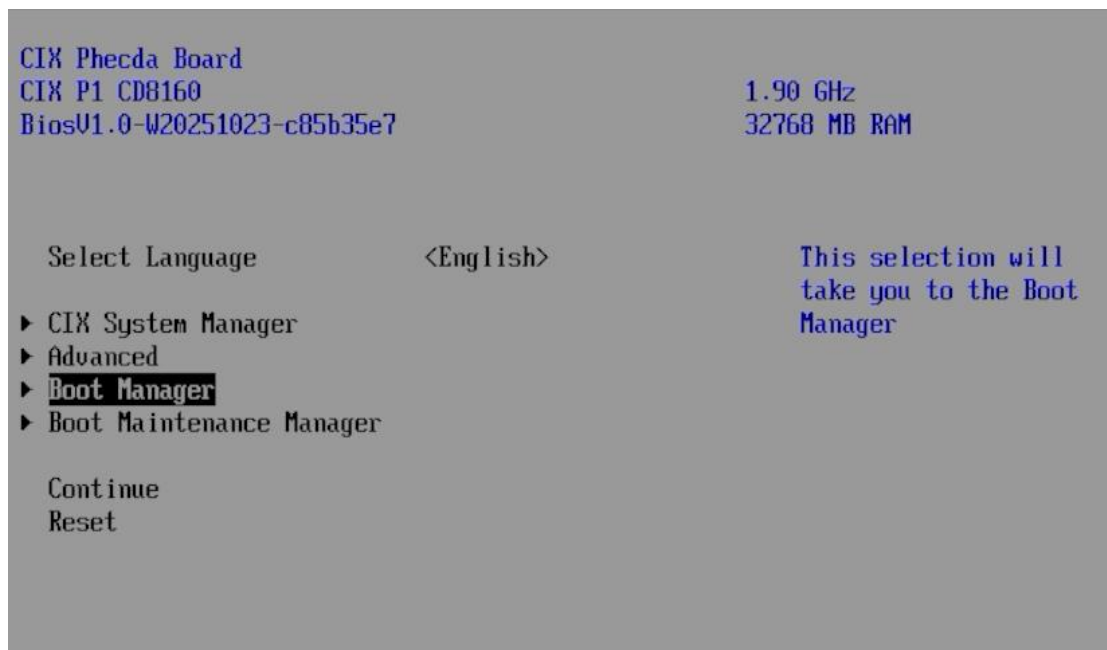 CIX Phecda Board
CIX P1 CD8160 1.90 GHz
BiosV1.0-W20251023-c85b35e7 32768 MB RAM
Select Language <English> This selection will
take you to the Boot
▶ CIX System Manager Manager
▶ Advanced
▶ Boot Manager
▶ Boot Maintenance Manager
Continue
Reset